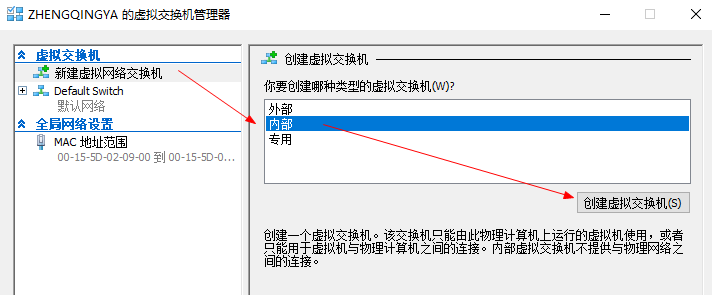 ZHENGQINGYA 的虚拟交换机管理器
虚拟交换机
新建虚拟网络交换机
Default Switch
默认网络
全局网络设置
MAC 地址范围
00-15-5D-02-09-00 到 00-15-5D-0...
创建虚拟交换机
你要创建哪种类型的虚拟交换机(W)?
外部
内部
专用
创建虚拟交换机(S)
创建一个虚拟交换机。该交换机只能由此物理计算机上运行的虚拟机使用，或者
只能用于虚拟机与物理计算机之间的连接。内部虚拟交换机不提供与物理网络之
间的连接。